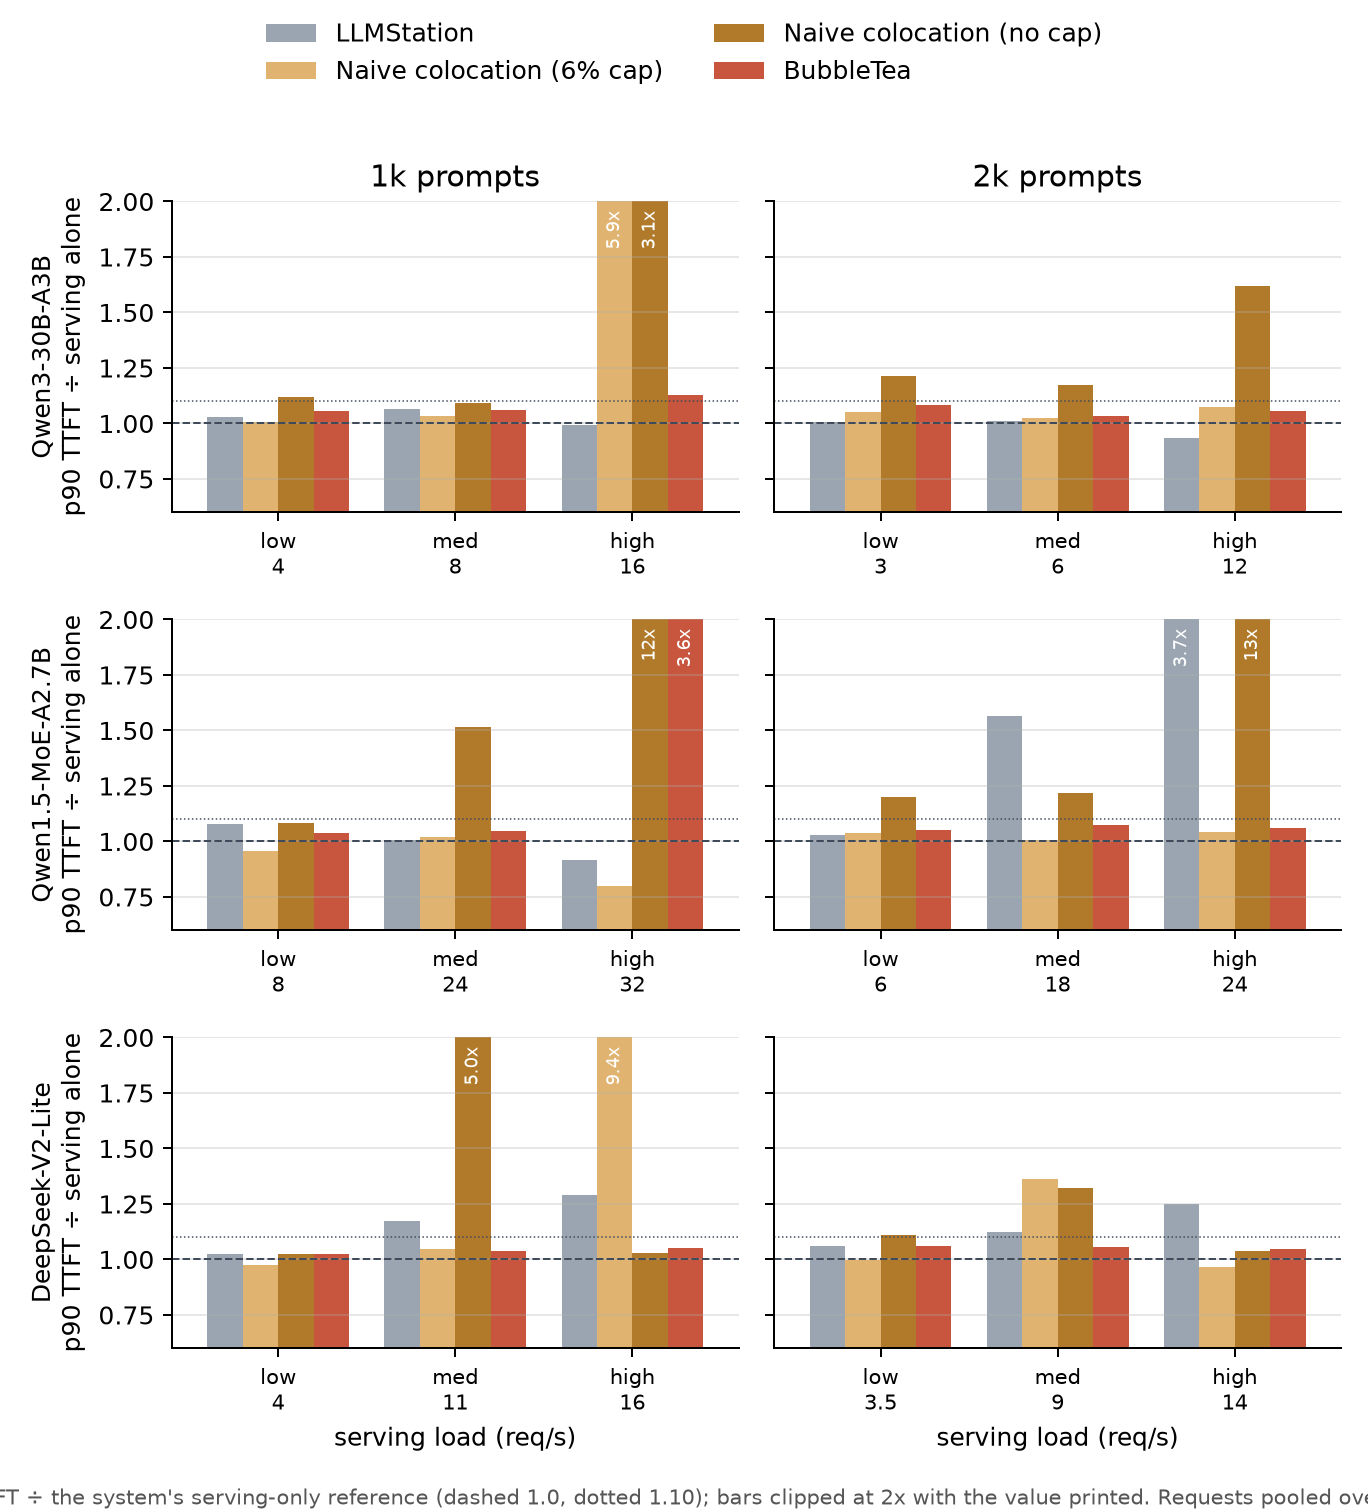 LLMStation
Naive colocation (6% cap)
Naive colocation (no cap)
BubbleTea
1k prompts
2k prompts
Qwen3-30B-A3B
p90 TTFT ÷ serving alone
2.00
1.75
1.50
1.25
1.00
0.75
5.9x
3.1x
low
4
med
8
high
16
low
3
med
6
high
12
Qwen1.5-MoE-A2.7B
p90 TTFT ÷ serving alone
2.00
1.75
1.50
1.25
1.00
0.75
12x
3.6x
3.7x
13x
low
8
med
24
high
32
low
6
med
18
high
24
DeepSeek-V2-Lite
p90 TTFT ÷ serving alone
2.00
1.75
1.50
1.25
1.00
0.75
5.0x
9.4x
low
4
med
11
high
16
low
3.5
med
9
high
14
serving load (req/s)
serving load (req/s)
÷ the system's serving-only reference (dashed 1.0, dotted 1.10); bars clipped at 2x with the value printed. Requests pooled